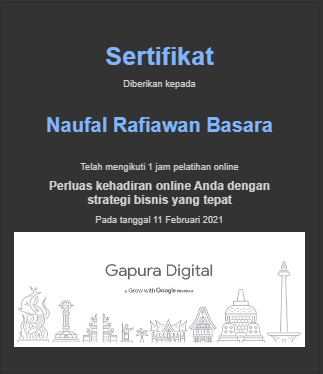 Sertifikat
Diberikan kepada
Naufal Rafiawan Basara
Telah mengikuti 1 jam pelatihan online
Perluas kehadiran online Anda dengan
strategi bisnis yang tepat
Pada tanggal 11 Februari 2021
Gapura Digital
A Grow with Google PROGRAM